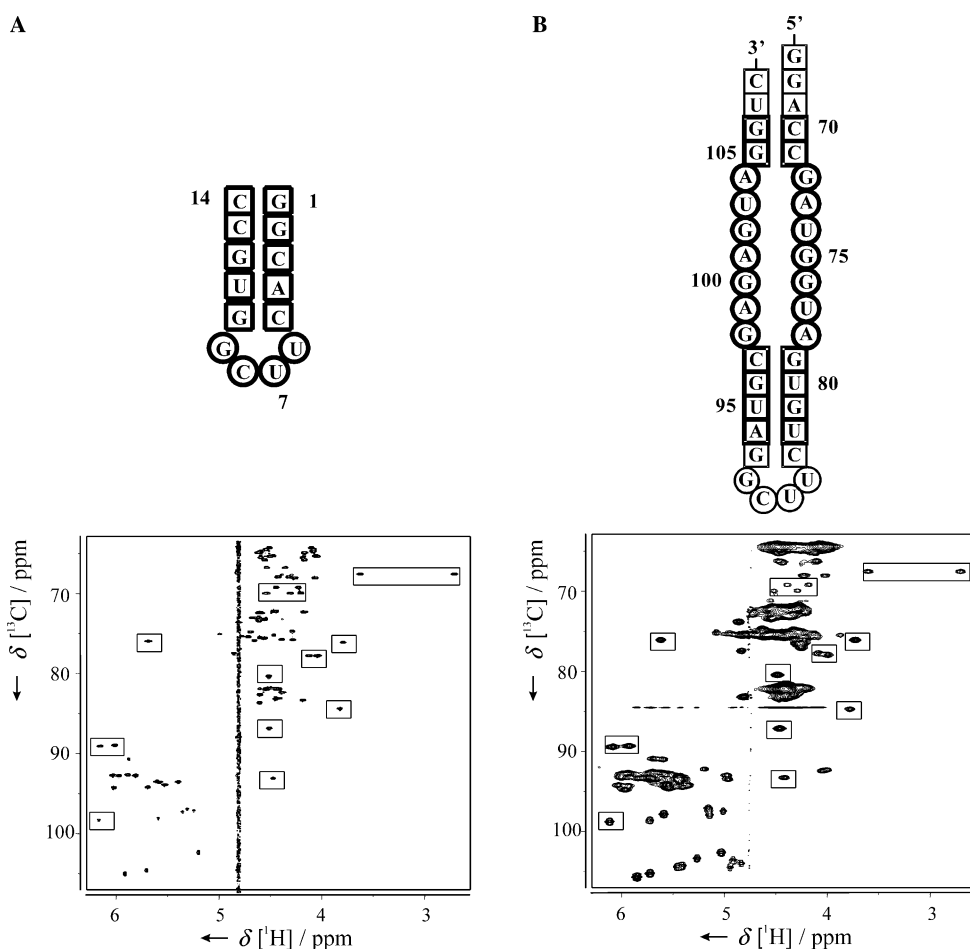 A
14 C G 1
C G
G C
U A
G C
G U
C U
7
δ [¹³C] / ppm
70
80
90
100
6 5 4 3
δ [¹H] / ppm
B
5’
3’ G
C G
U A
G C 70
105 G C
A G
U A
G U
A G 75
100 G G
A U
G A
C G
G U 80
95 U G
A U
G C
G U
C U
δ [¹³C] / ppm
70
80
90
100
6 5 4 3
δ [¹H] / ppm